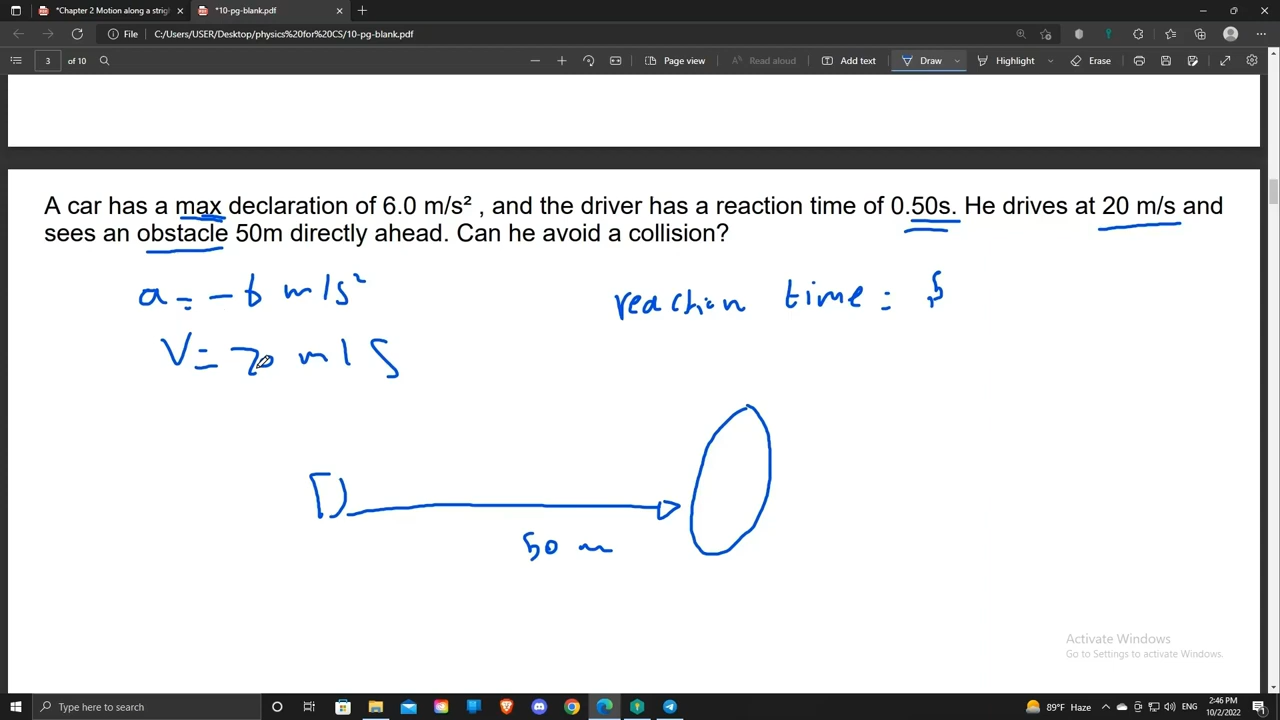 *Chapter 2 Motion along a strigh
*10-pg-blank.pdf
File
C:/Users/USER/Desktop/physics%20for%20CS/10-pg-blank.pdf
3 of 10
Page view
Read aloud
Add text
Draw
Highlight
Erase
A car has a max declaration of 6.0 m/s² , and the driver has a reaction time of 0.50s. He drives at 20 m/s and
sees an obstacle 50m directly ahead. Can he avoid a collision?
a = - 6 m/s²
reaction time = .5
V = 20 m/s
50 m
Activate Windows
Go to Settings to activate Windows.
Type here to search
89°F Haze
2:46 PM
10/2/2022